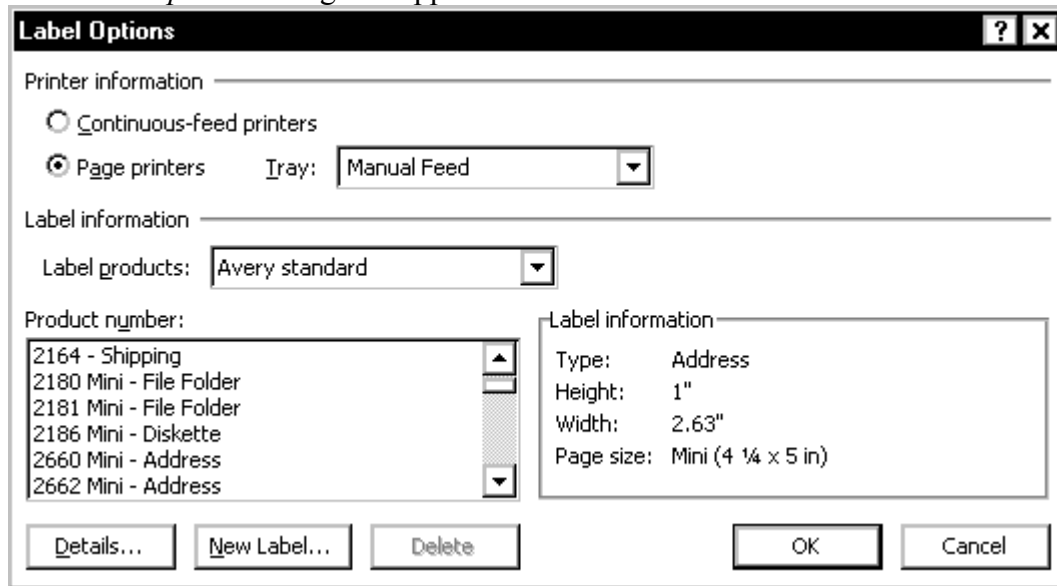 Label Options
Printer information
Continuous-feed printers
Page printers Tray: Manual Feed
Label information
Label products: Avery standard
Product number:
2164 - Shipping
2180 Mini - File Folder
2181 Mini - File Folder
2186 Mini - Diskette
2660 Mini - Address
2662 Mini - Address
Label information
Type: Address
Height: 1"
Width: 2.63"
Page size: Mini (4 ¼ x 5 in)
Details... New Label... Delete OK Cancel